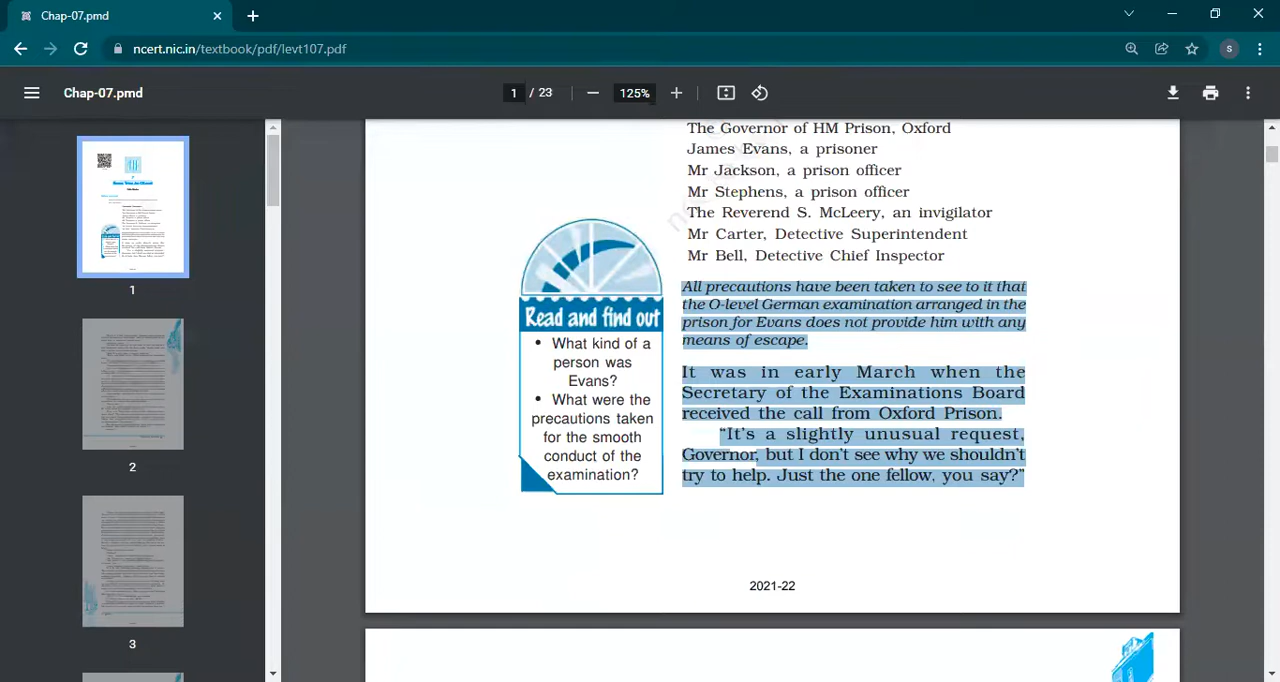 Chap-07.pmd
ncert.nic.in/textbook/pdf/levt107.pdf
S
Chap-07.pmd
1 / 23
125%
The Governor of HM Prison, Oxford
James Evans, a prisoner
Mr Jackson, a prison officer
Mr Stephens, a prison officer
The Reverend S. McLeery, an invigilator
Mr Carter, Detective Superintendent
Mr Bell, Detective Chief Inspector
Read and find out
• What kind of a
person was
Evans?
• What were the
precautions taken
for the smooth
conduct of the
examination?
All precautions have been taken to see to it that
the O-level German examination arranged in the
prison for Evans does not provide him with any
means of escape.
It was in early March when the
Secretary of the Examinations Board
received the call from Oxford Prison.
“It’s a slightly unusual request,
Governor, but I don’t see why we shouldn’t
try to help. Just the one fellow, you say?”
2021-22
1
2
3